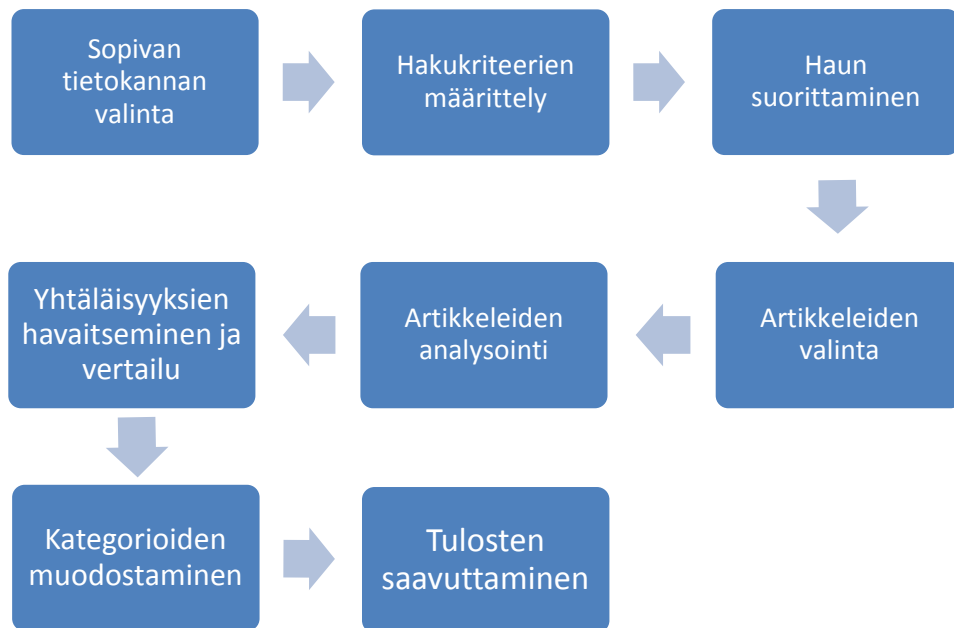 Sopivan
tietokannan
valinta
Hakukriteerien
määrittely
Haun
suorittaminen
Artikkeleiden
valinta
Artikkeleiden
analysointi
Yhtäläisyyksien
havaitseminen ja
vertailu
Kategorioiden
muodostaminen
Tulosten
saavuttaminen